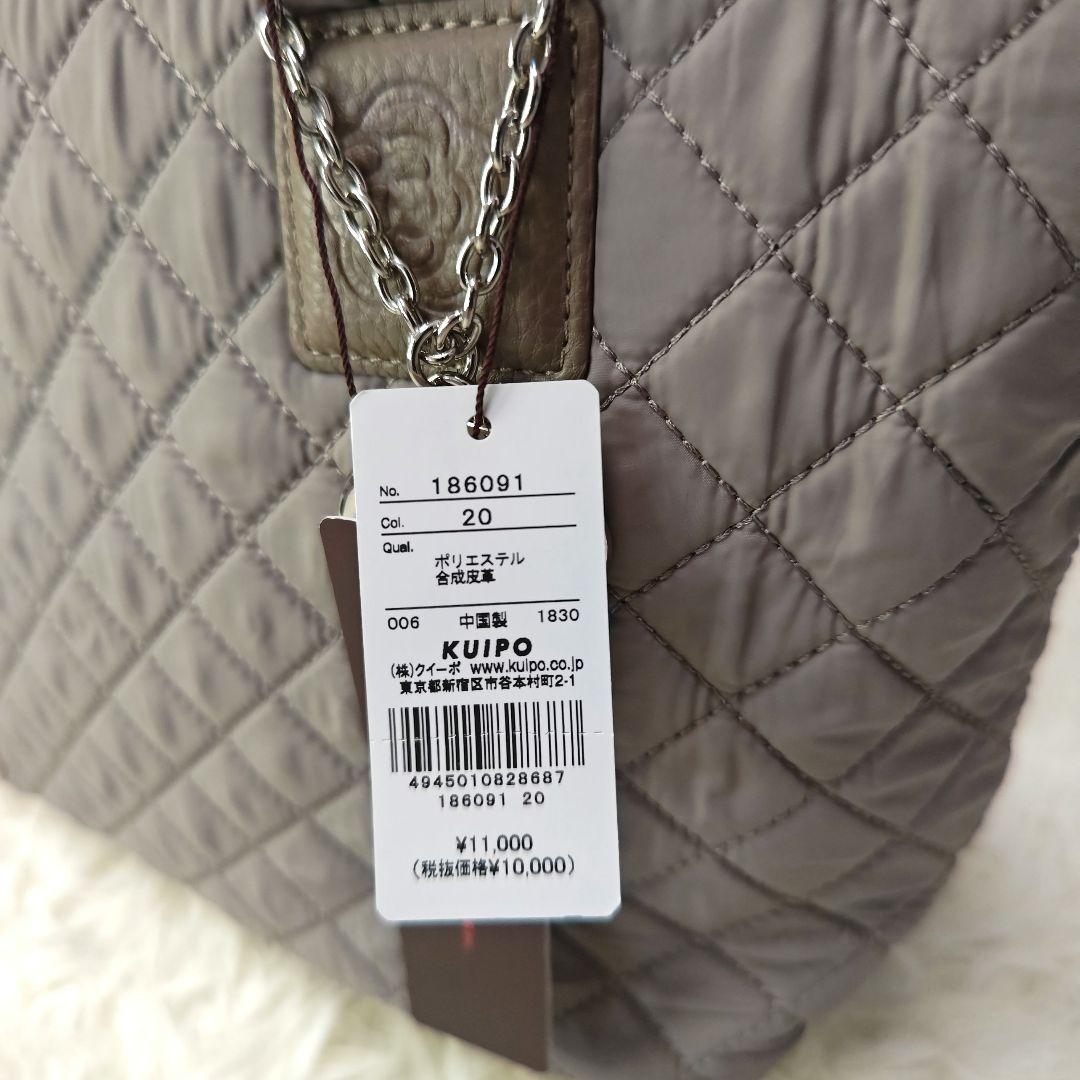 No. 186091
Col. 20
Qual. ポリエステル
合成皮革
006 中国製 1830
KUIPO
(株)クイーポ www.kuipo.co.jp
東京都新宿区市谷本村町2-1
4945010828687
186091 20
¥11,000
(税抜価格¥10,000)